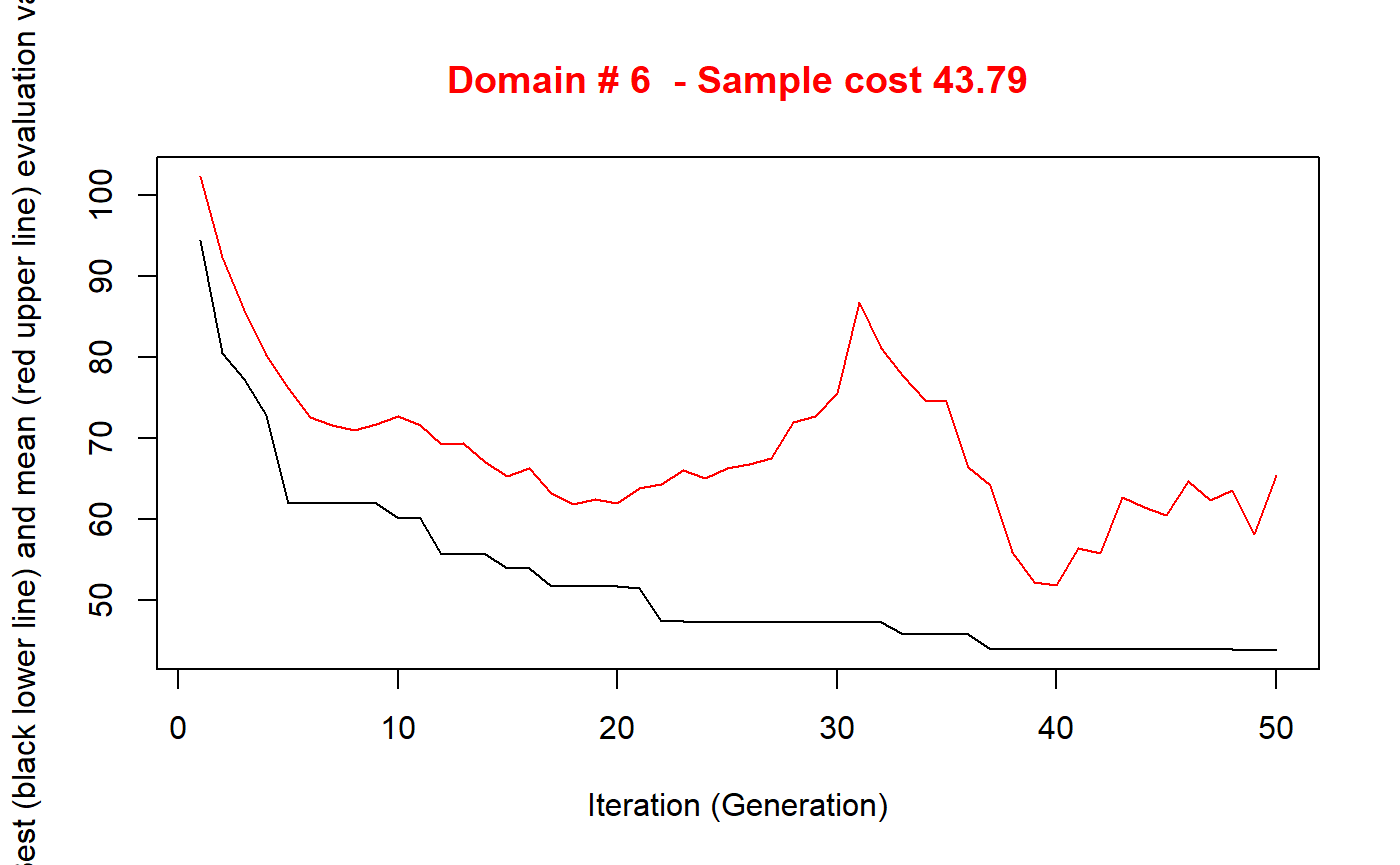 Domain # 6 - Sample cost 43.79
est (black lower line) and mean (red upper line) evaluation va
100
90
80
70
60
50
0 10 20 30 40 50
Iteration (Generation)